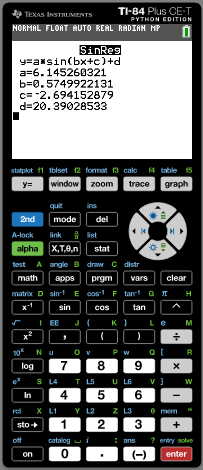 TEXAS INSTRUMENTS TI-84 Plus CE-T
PYTHON EDITION
NORMAL FLOAT AUTO REAL RADIAN MP
SinReg
y=a*sin(bx+c)+d
a=6.145260321
b=0.5749922131
c=-2.694152879
d=20.39028533
statplot f1 tblset f2 format f3 calc f4 table f5
y= window zoom trace graph
quit ins
2nd mode del
A-lock link list
alpha X,T,θ,n stat
test A angle B draw C distr
math apps prgm vars clear
matrix D sin⁻¹ E cos⁻¹ F tan⁻¹ G π H
x⁻¹ sin cos tan ^
√ I EE J { K } L e M
x² , ( ) ÷
10ˣ N u O v P w Q [ R
log 7 8 9 ×
eˣ S L4 T L5 U L6 V ] W
ln 4 5 6 −
rcl X L1 Y L2 Z L3 θ mem "
sto→ 1 2 3 +
off catalog ␣ i : ans ? entry solve
on 0 . (−) enter